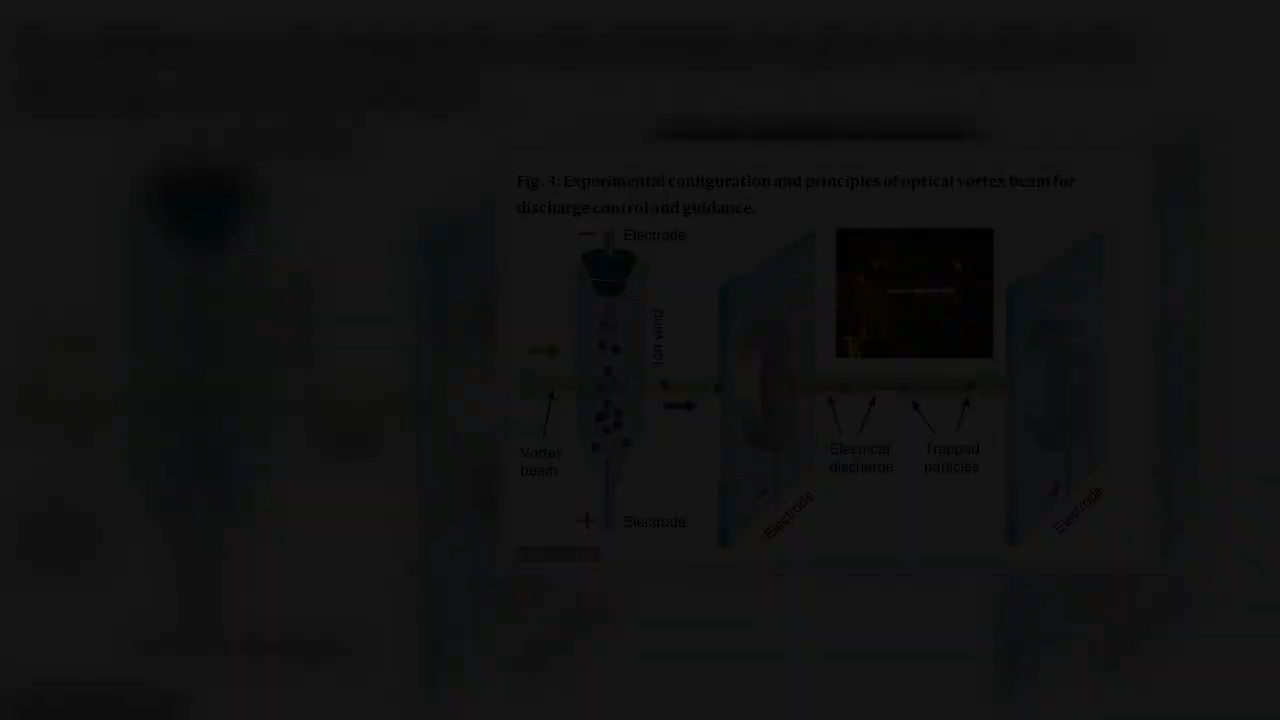 Fig. 3: Experimental configuration and principles of optical vortex beam for
discharge control and guidance.
− Electrode
Ion wind
Vortex
beam
Electrical
discharge
Trapped
particles
+ Electrode
−
Electrode
+
Electrode